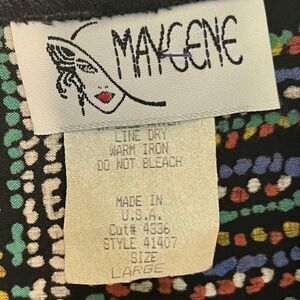 MAYGENE
LINE DRY
WARM IRON
DO NOT BLEACH
MADE IN
U.S.A.
Cut# 4336
STYLE 41407
SIZE
LARGE